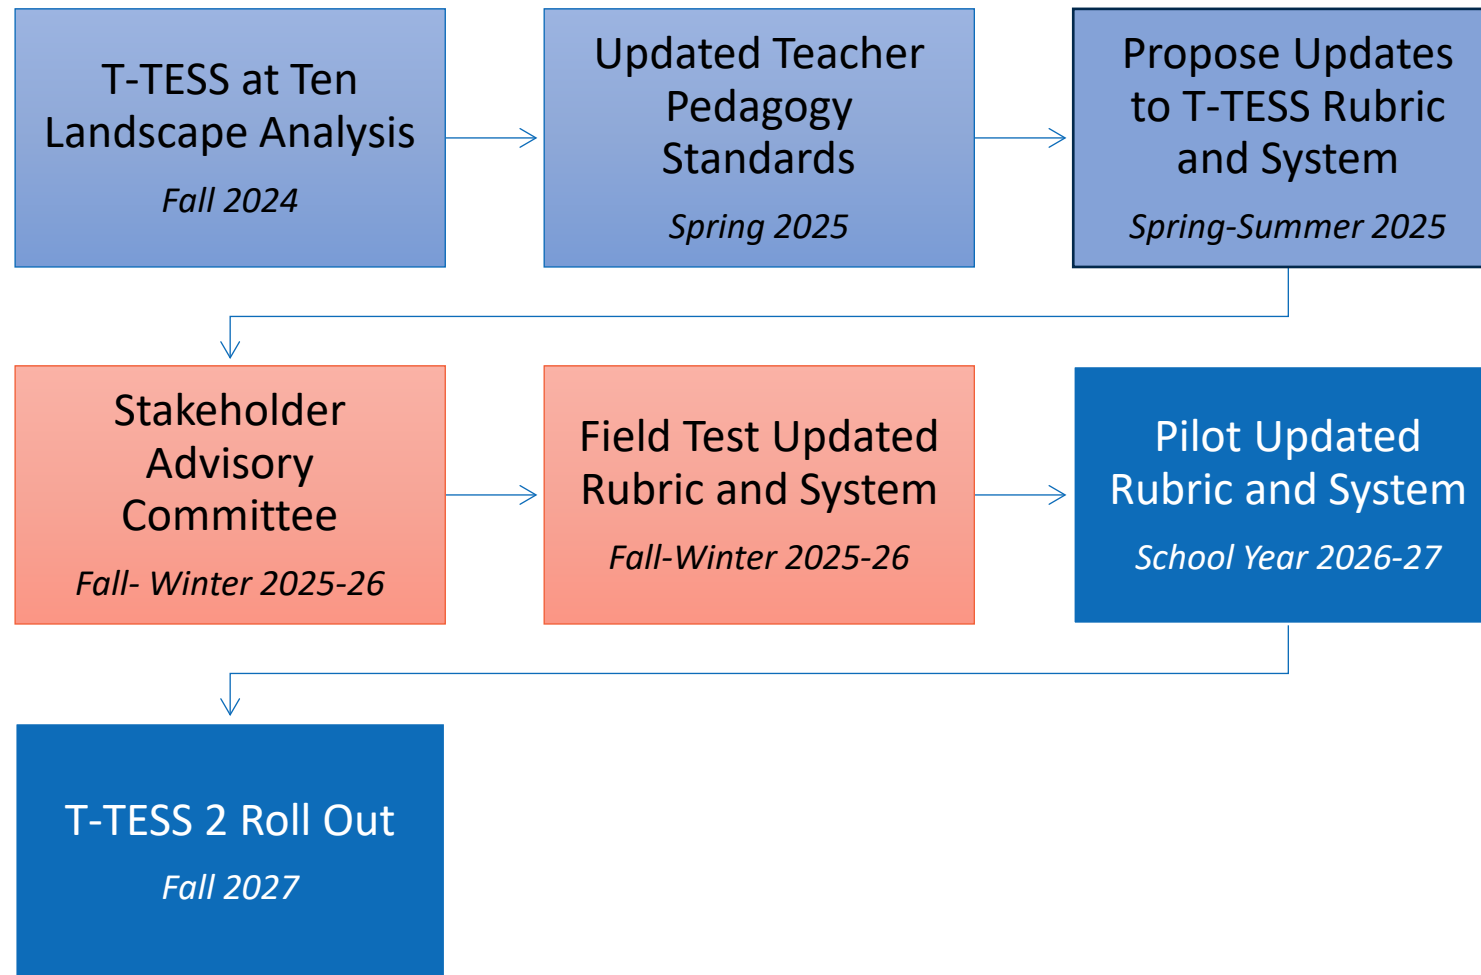 T-TESS at Ten
Landscape Analysis
Fall 2024
Updated Teacher
Pedagogy
Standards
Spring 2025
Propose Updates
to T-TESS Rubric
and System
Spring-Summer 2025
Stakeholder
Advisory
Committee
Fall- Winter 2025-26
Field Test Updated
Rubric and System
Fall-Winter 2025-26
Pilot Updated
Rubric and System
School Year 2026-27
T-TESS 2 Roll Out
Fall 2027